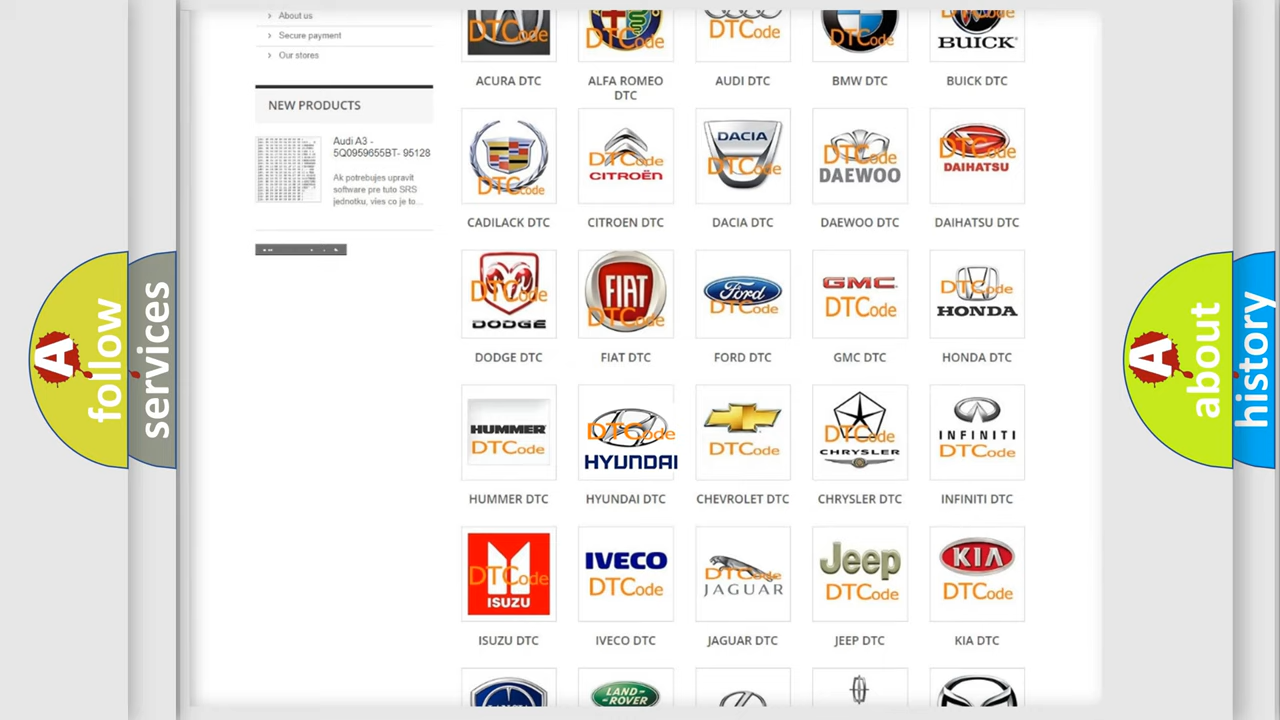 About us
Secure payment
Our stores
NEW PRODUCTS
Audi A3 -
5Q0959655BT- 95128
Ak potrebujes upravit
software pre tuto SRS
jednotku, vies co je to...
DTCode
DTCode
DTCode
DTCode
BUICK
ACURA DTC
ALFA ROMEO
DTC
AUDI DTC
BMW DTC
BUICK DTC
DTCode
DTCode
CITROËN
DACIA
DTCode
DTCode
DAEWOO
DTCode
DAIHATSU
CADILACK DTC
CITROEN DTC
DACIA DTC
DAEWOO DTC
DAIHATSU DTC
DTCode
DODGE
FIAT
DTCode
Ford
DTCode
GMC
DTCode
DTCode
HONDA
DODGE DTC
FIAT DTC
FORD DTC
GMC DTC
HONDA DTC
HUMMER
DTCode
DTCode
HYUNDAI
DTCode
DTCode
CHRYSLER
INFINITI
DTCode
HUMMER DTC
HYUNDAI DTC
CHEVROLET DTC
CHRYSLER DTC
INFINITI DTC
DTCode
ISUZU
IVECO
DTCode
DTCode
JAGUAR
Jeep
DTCode
KIA
DTCode
ISUZU DTC
IVECO DTC
JAGUAR DTC
JEEP DTC
KIA DTC
LAND-
ROVER
A
follow
services
A
about
history